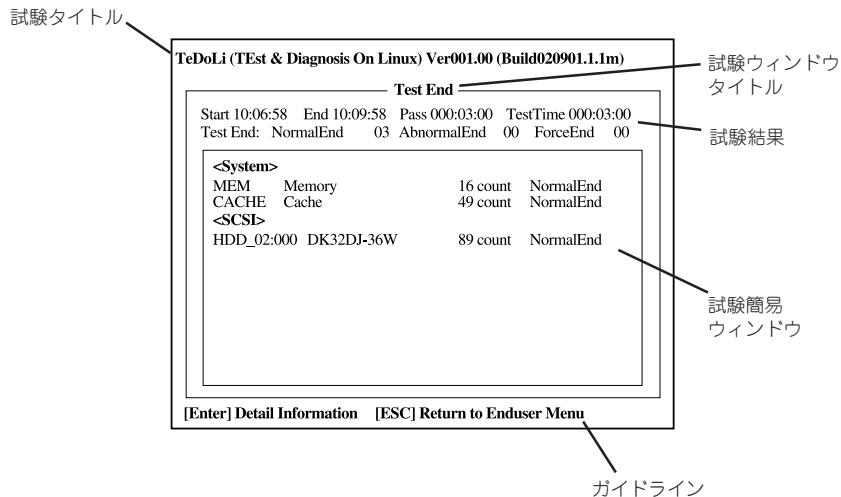 試験タイトル
TeDoLi (TEst & Diagnosis On Linux) Ver001.00 (Build020901.1.1m)
試験ウィンドウ
タイトル
Test End
Start 10:06:58 End 10:09:58 Pass 000:03:00 TestTime 000:03:00
Test End: NormalEnd 03 AbnormalEnd 00 ForceEnd 00
試験結果
<System>
MEM Memory 16 count NormalEnd
CACHE Cache 49 count NormalEnd
<SCSI>
HDD_02:000 DK32DJ-36W 89 count NormalEnd
試験簡易
ウィンドウ
[Enter] Detail Information [ESC] Return to Enduser Menu
ガイドライン